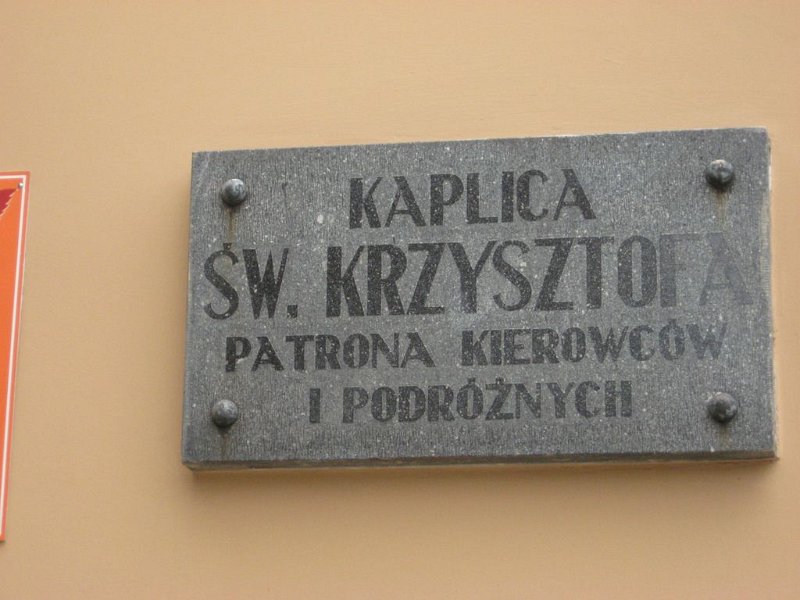 KAPLICA
ŚW. KRZYSZTOFA
PATRONA KIEROWCÓW
I PODRÓŻNYCH